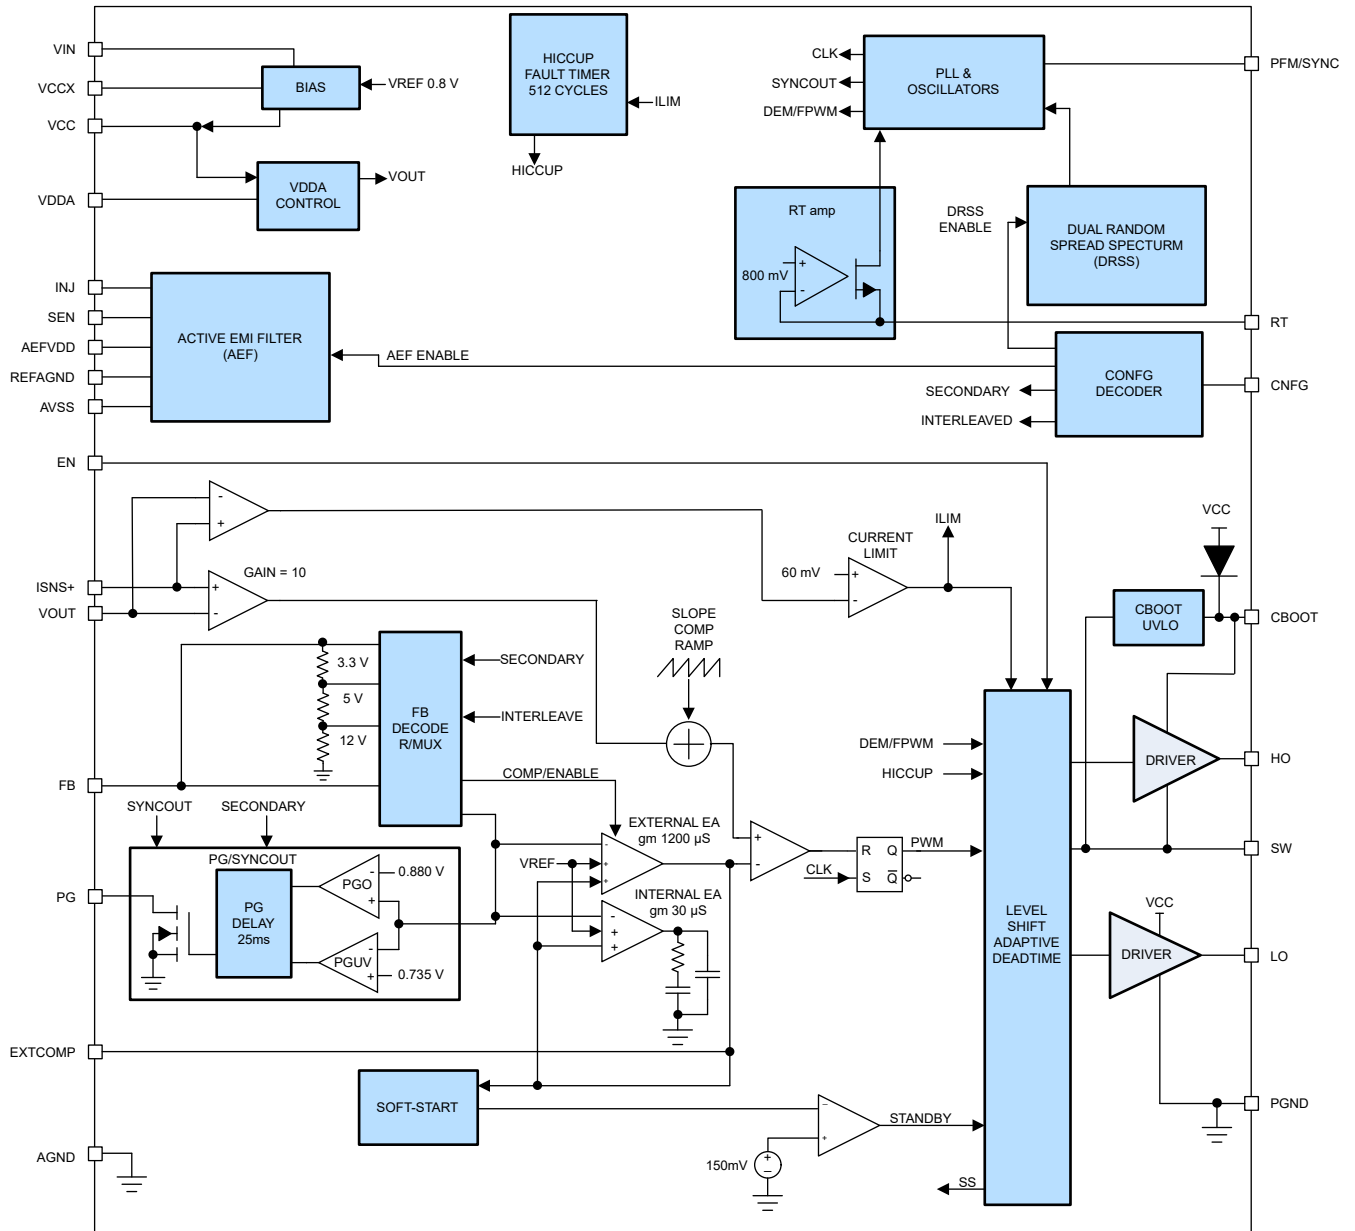 VIN
VCCX
VCC
VDDA
BIAS
VREF 0.8 V
VDDA
CONTROL
VOUT
HICCUP
FAULT TIMER
512 CYCLES
ILIM
HICCUP
CLK
SYNCOUT
DEM/FPWM
PLL &
OSCILLATORS
PFM/SYNC
RT amp
800 mV
+
-
DRSS
ENABLE
DUAL RANDOM
SPREAD SPECTURM
(DRSS)
RT
INJ
SEN
AEFVDD
REFAGND
AVSS
ACTIVE EMI FILTER
(AEF)
AEF ENABLE
CONFG
DECODER
SECONDARY
INTERLEAVED
CNFG
EN
-
+
ISNS+
VOUT
+
-
GAIN = 10
CURRENT
LIMIT
60 mV
+
-
ILIM
VCC
CBOOT
UVLO
CBOOT
3.3 V
5 V
12 V
FB
DECODE
R/MUX
SECONDARY
INTERLEAVE
SLOPE
COMP
RAMP
FB
COMP/ENABLE
DEM/FPWM
HICCUP
DRIVER
HO
SYNCOUT
SECONDARY
PG/SYNCOUT
PG
PG
DELAY
25ms
PGO
-
+
0.880 V
PGUV
-
+
0.735 V
EXTERNAL EA
gm 1200 µS
VREF
-
+
+
INTERNAL EA
gm 30 µS
-
+
+
+
-
R Q
S Q
CLK
PWM
LEVEL
SHIFT
ADAPTIVE
DEADTIME
SW
VCC
DRIVER
LO
EXTCOMP
SOFT-START
–
+
STANDBY
150mV
+
–
SS
PGND
AGND